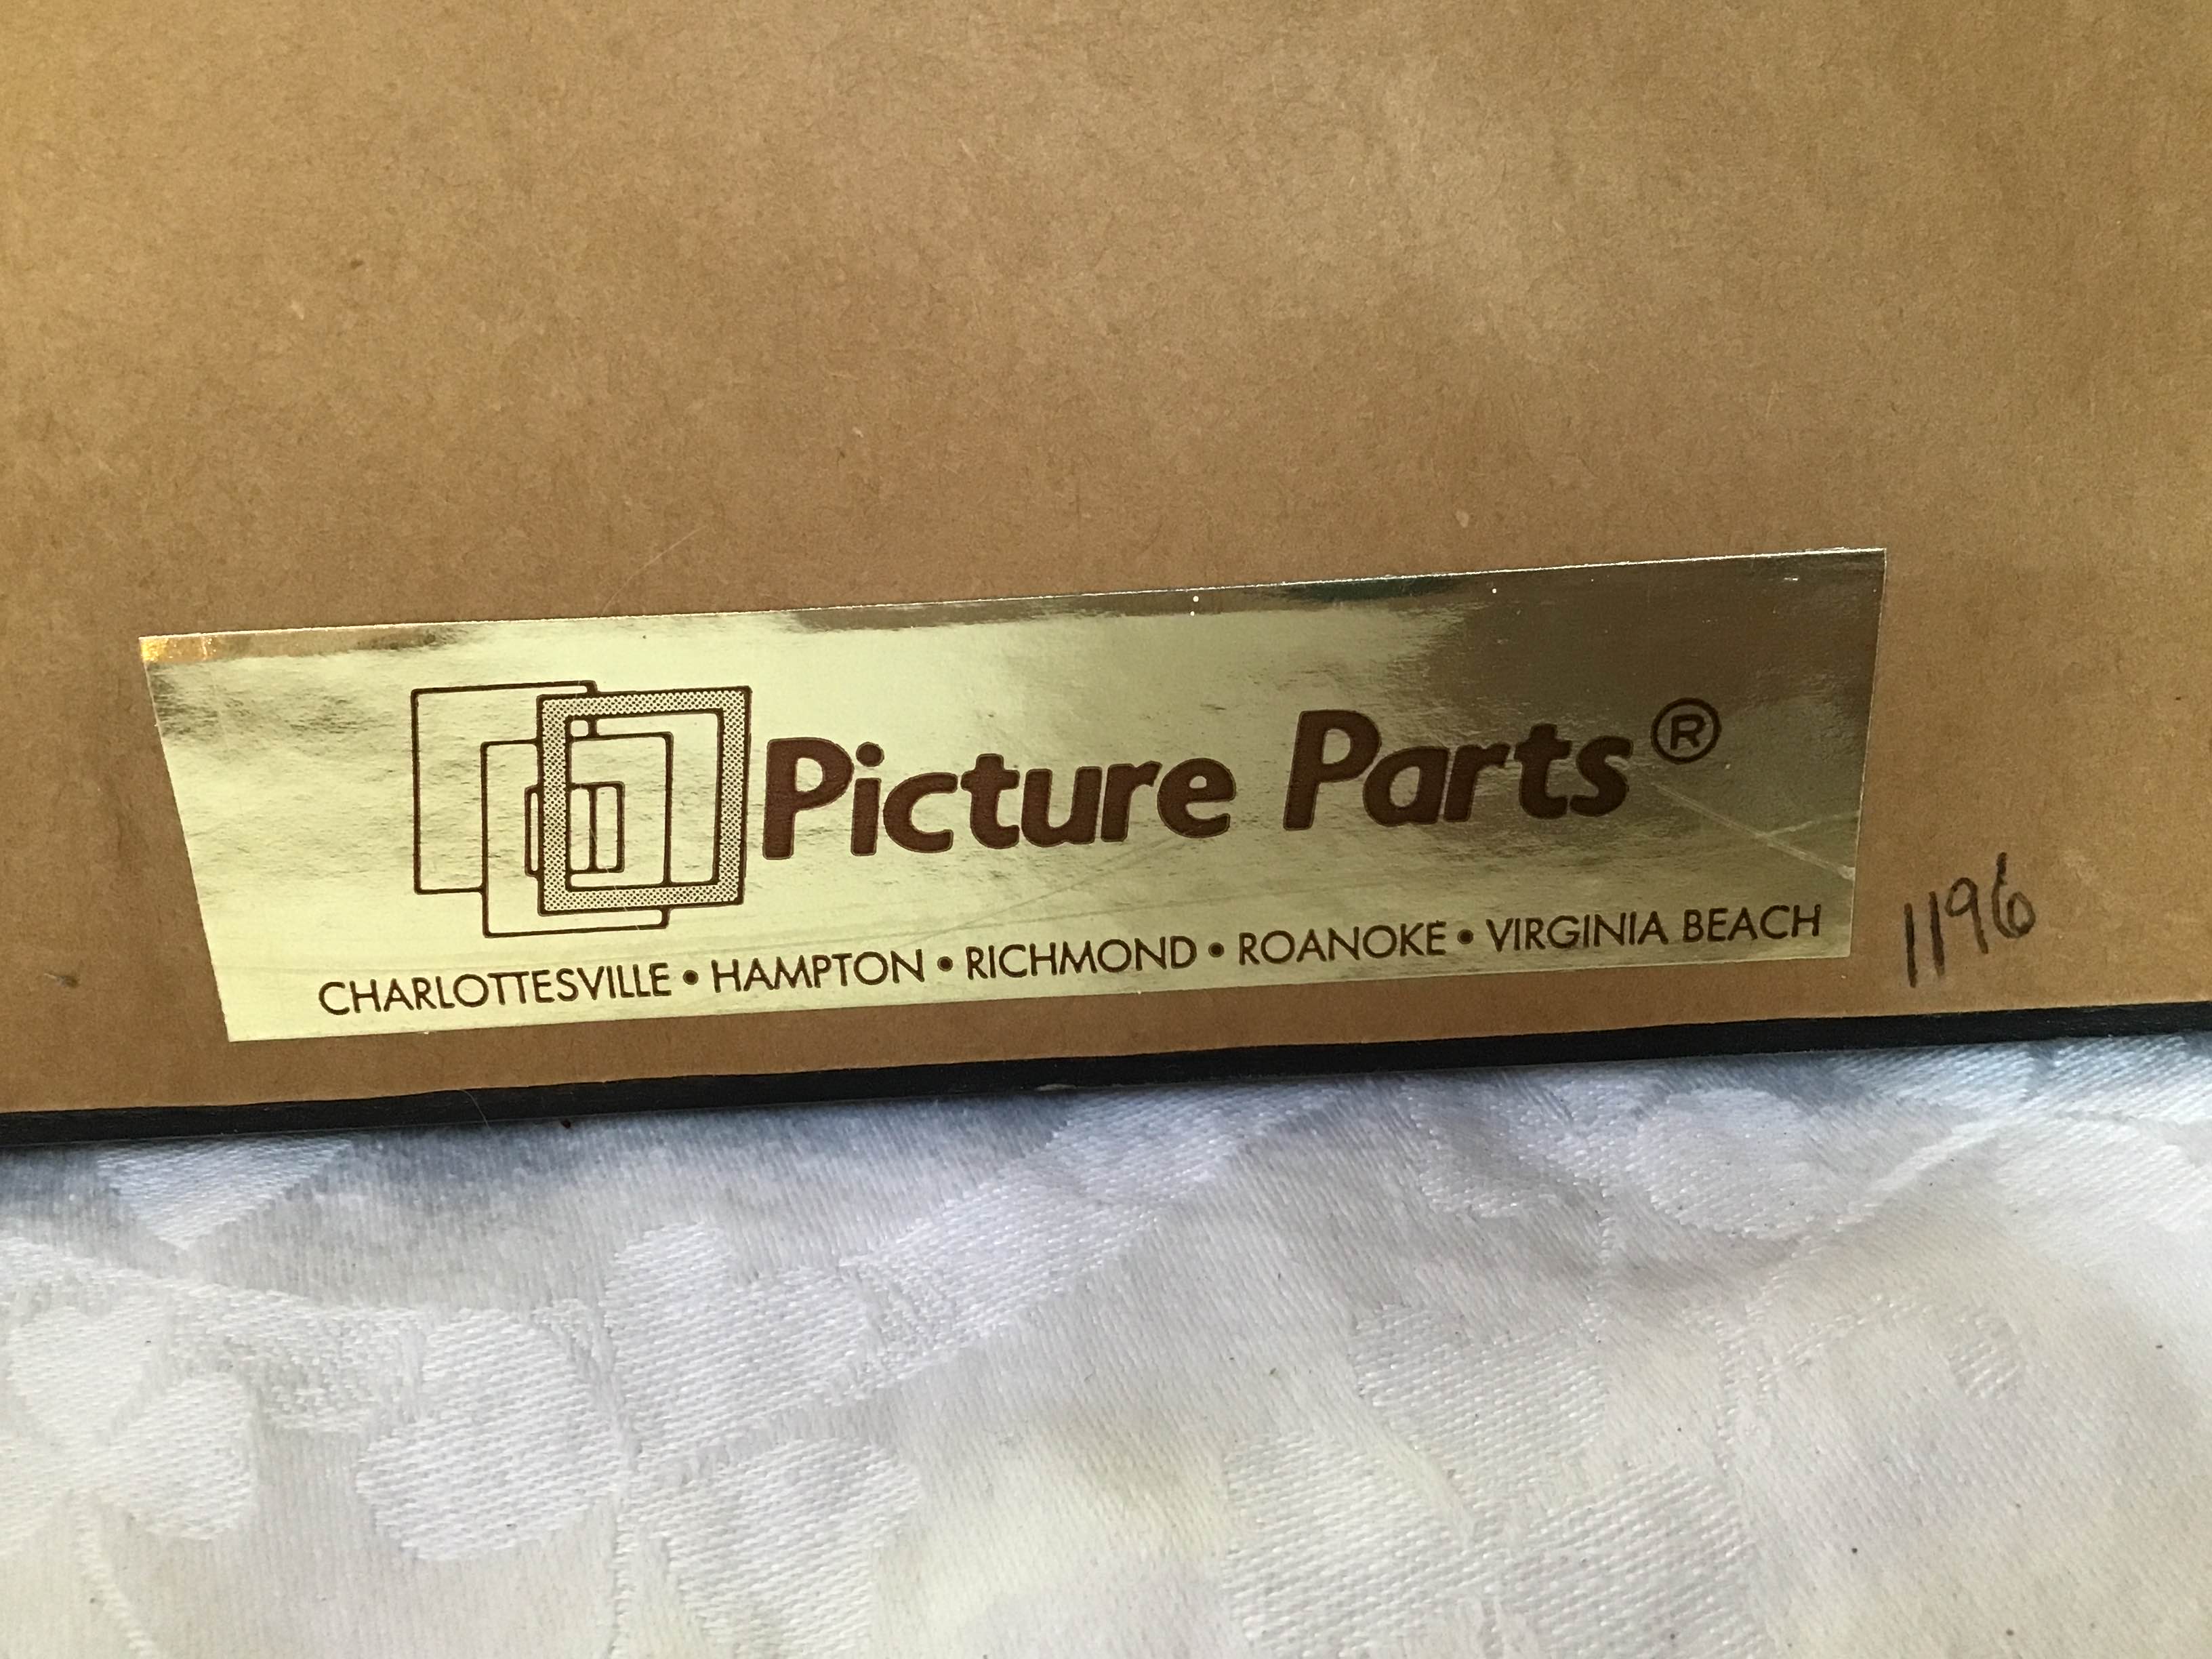 Picture Parts®
CHARLOTTESVILLE • HAMPTON • RICHMOND • ROANOKE • VIRGINIA BEACH
1196